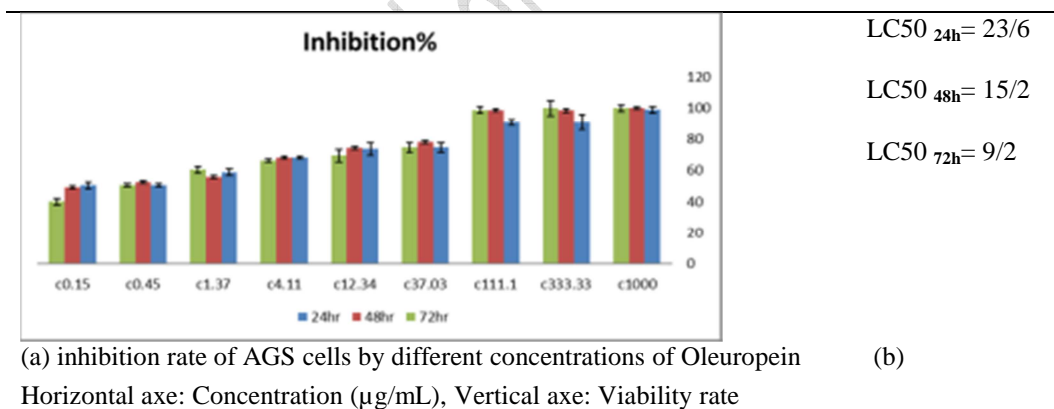 Inhibition%
120
100
80
60
40
20
0
c0.15 c0.45 c1.37 c4.11 c12.34 c37.03 c111.1 c333.33 c1000
24hr 48hr 72hr
LC50 24h= 23/6
LC50 48h= 15/2
LC50 72h= 9/2
(a) inhibition rate of AGS cells by different concentrations of Oleuropein (b)
Horizontal axe: Concentration (µg/mL), Vertical axe: Viability rate